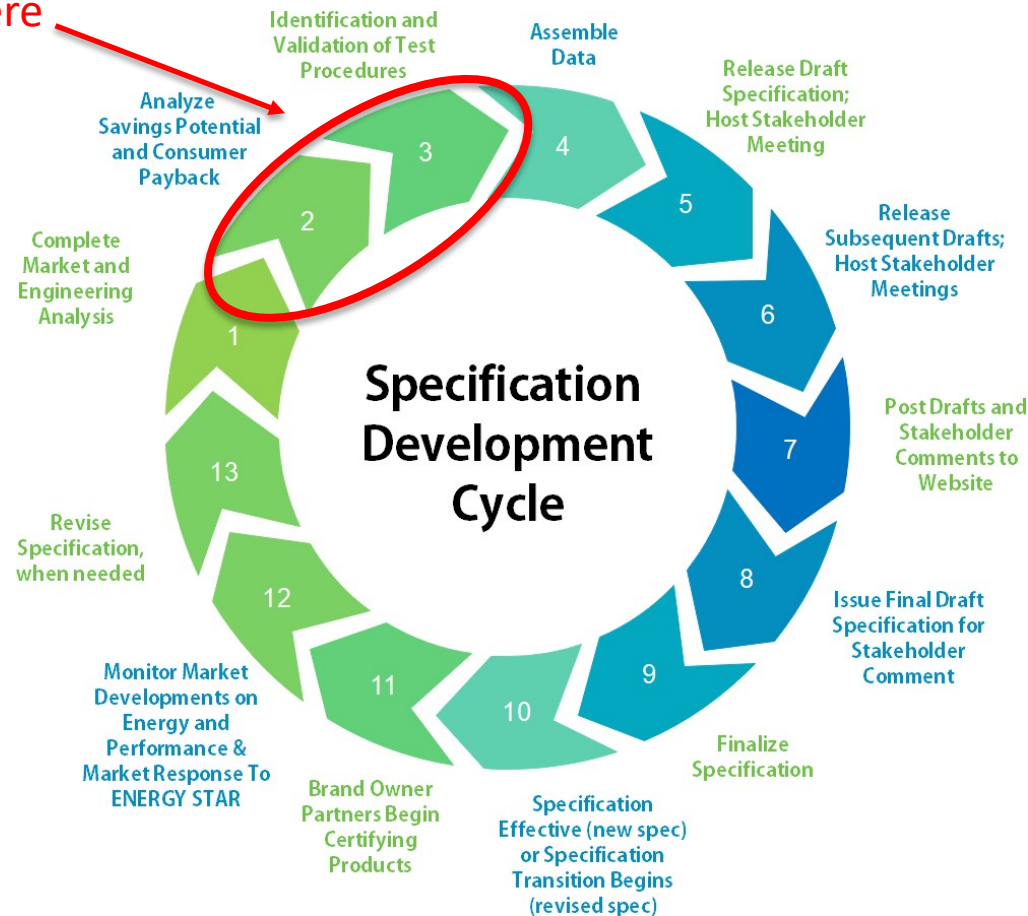 Identification and
Validation of Test
Procedures
Assemble
Data
Release Draft
Specification;
Host Stakeholder
Meeting
Analyze
Savings Potential
and Consumer
Payback
Release
Subsequent Drafts;
Host Stakeholder
Meetings
Complete
Market and
Engineering
Analysis
1
2
3
4
5
6
7
8
9
10
11
12
13
Specification
Development
Cycle
Post Drafts and
Stakeholder
Comments to
Website
Revise
Specification,
when needed
Issue Final Draft
Specification for
Stakeholder
Comment
Monitor Market
Developments on
Energy and
Performance &
Market Response To
ENERGY STAR
Finalize
Specification
Brand Owner
Partners Begin
Certifying
Products
Specification
Effective (new spec)
or Specification
Transition Begins
(revised spec)